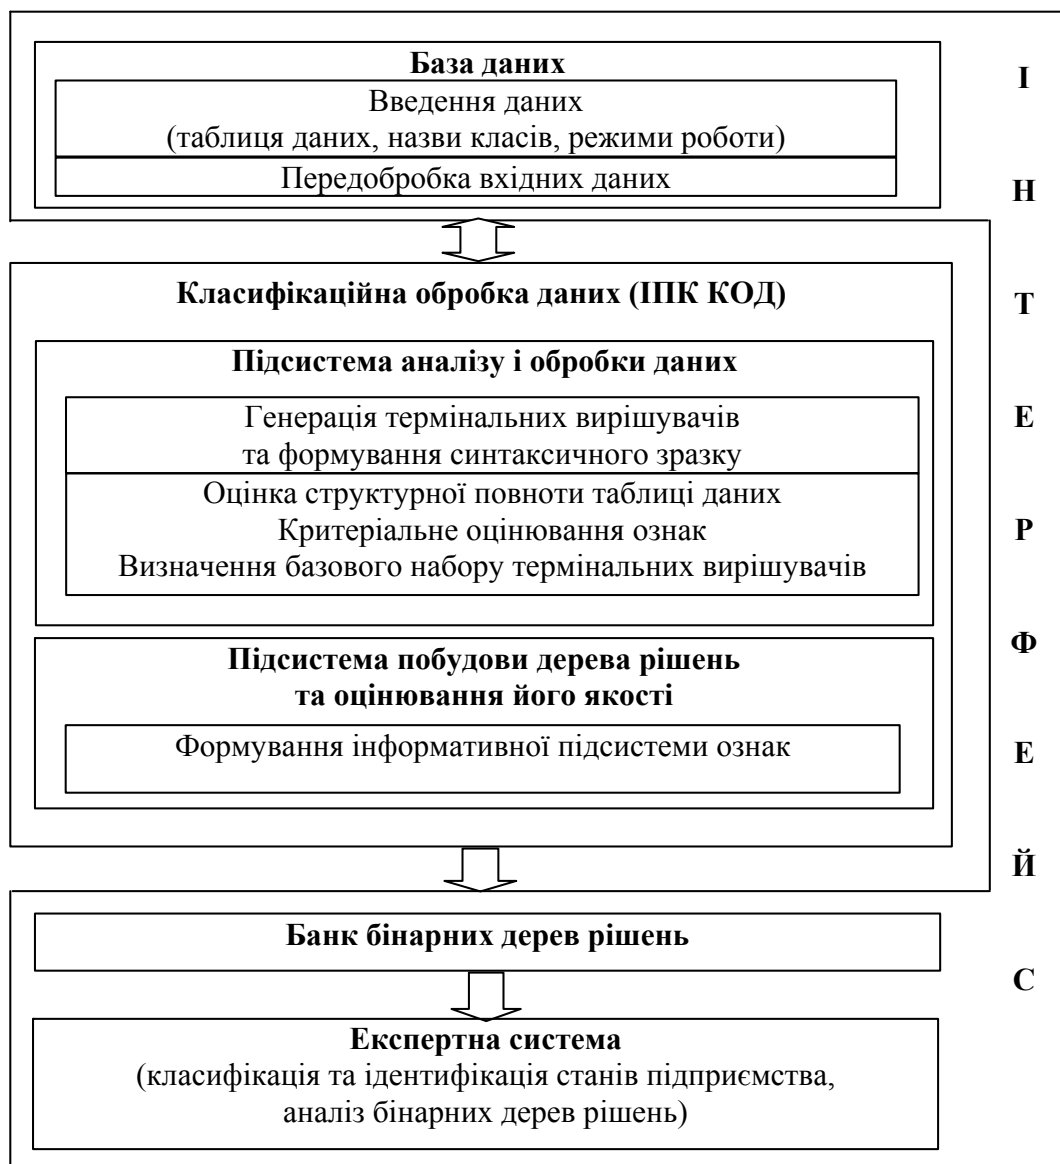 База даних
Введення даних
(таблиця даних, назви класів, режими роботи)
Передобробка вхідних даних
Класифікаційна обробка даних (ІПК КОД)
Підсистема аналізу і обробки даних
Генерація термінальних вирішувачів
та формування синтаксичного зразку
Оцінка структурної повноти таблиці даних
Критеріальне оцінювання ознак
Визначення базового набору термінальних вирішувачів
Підсистема побудови дерева рішень
та оцінювання його якості
Формування інформативної підсистеми ознак
Банк бінарних дерев рішень
Експертна система
(класифікація та ідентифікація станів підприємства,
аналіз бінарних дерев рішень)
І
Н
Т
Е
Р
Ф
Е
Й
С